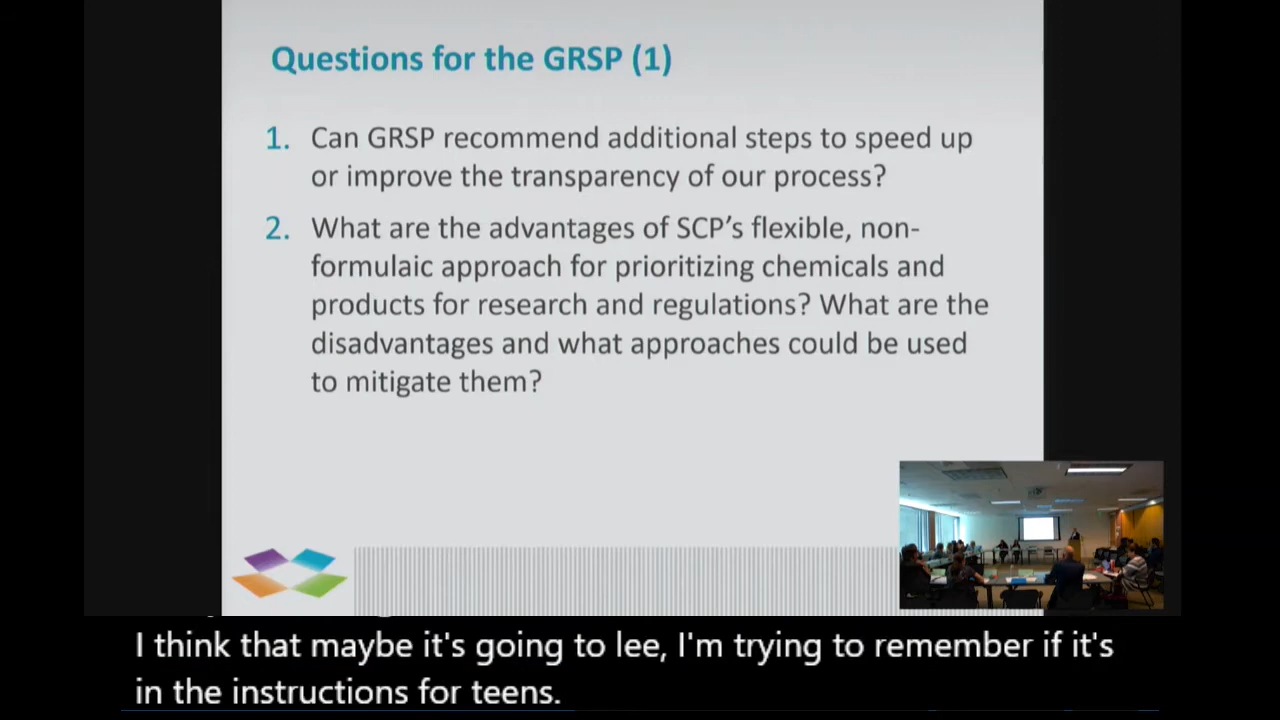 Questions for the GRSP (1)
1. Can GRSP recommend additional steps to speed up
or improve the transparency of our process?
2. What are the advantages of SCP's flexible, non-
formulaic approach for prioritizing chemicals and
products for research and regulations? What are the
disadvantages and what approaches could be used
to mitigate them?
I think that maybe it's going to lee, I'm trying to remember if it's
in the instructions for teens.